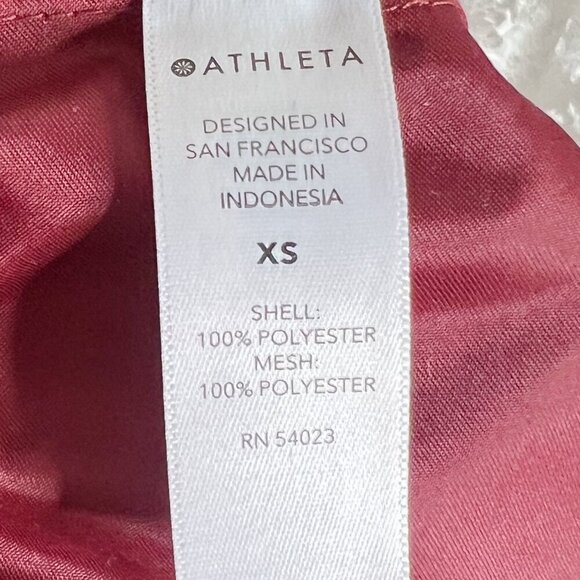 ATHLETA
DESIGNED IN
SAN FRANCISCO
MADE IN
INDONESIA
XS
SHELL:
100% POLYESTER
MESH:
100% POLYESTER
RN 54023